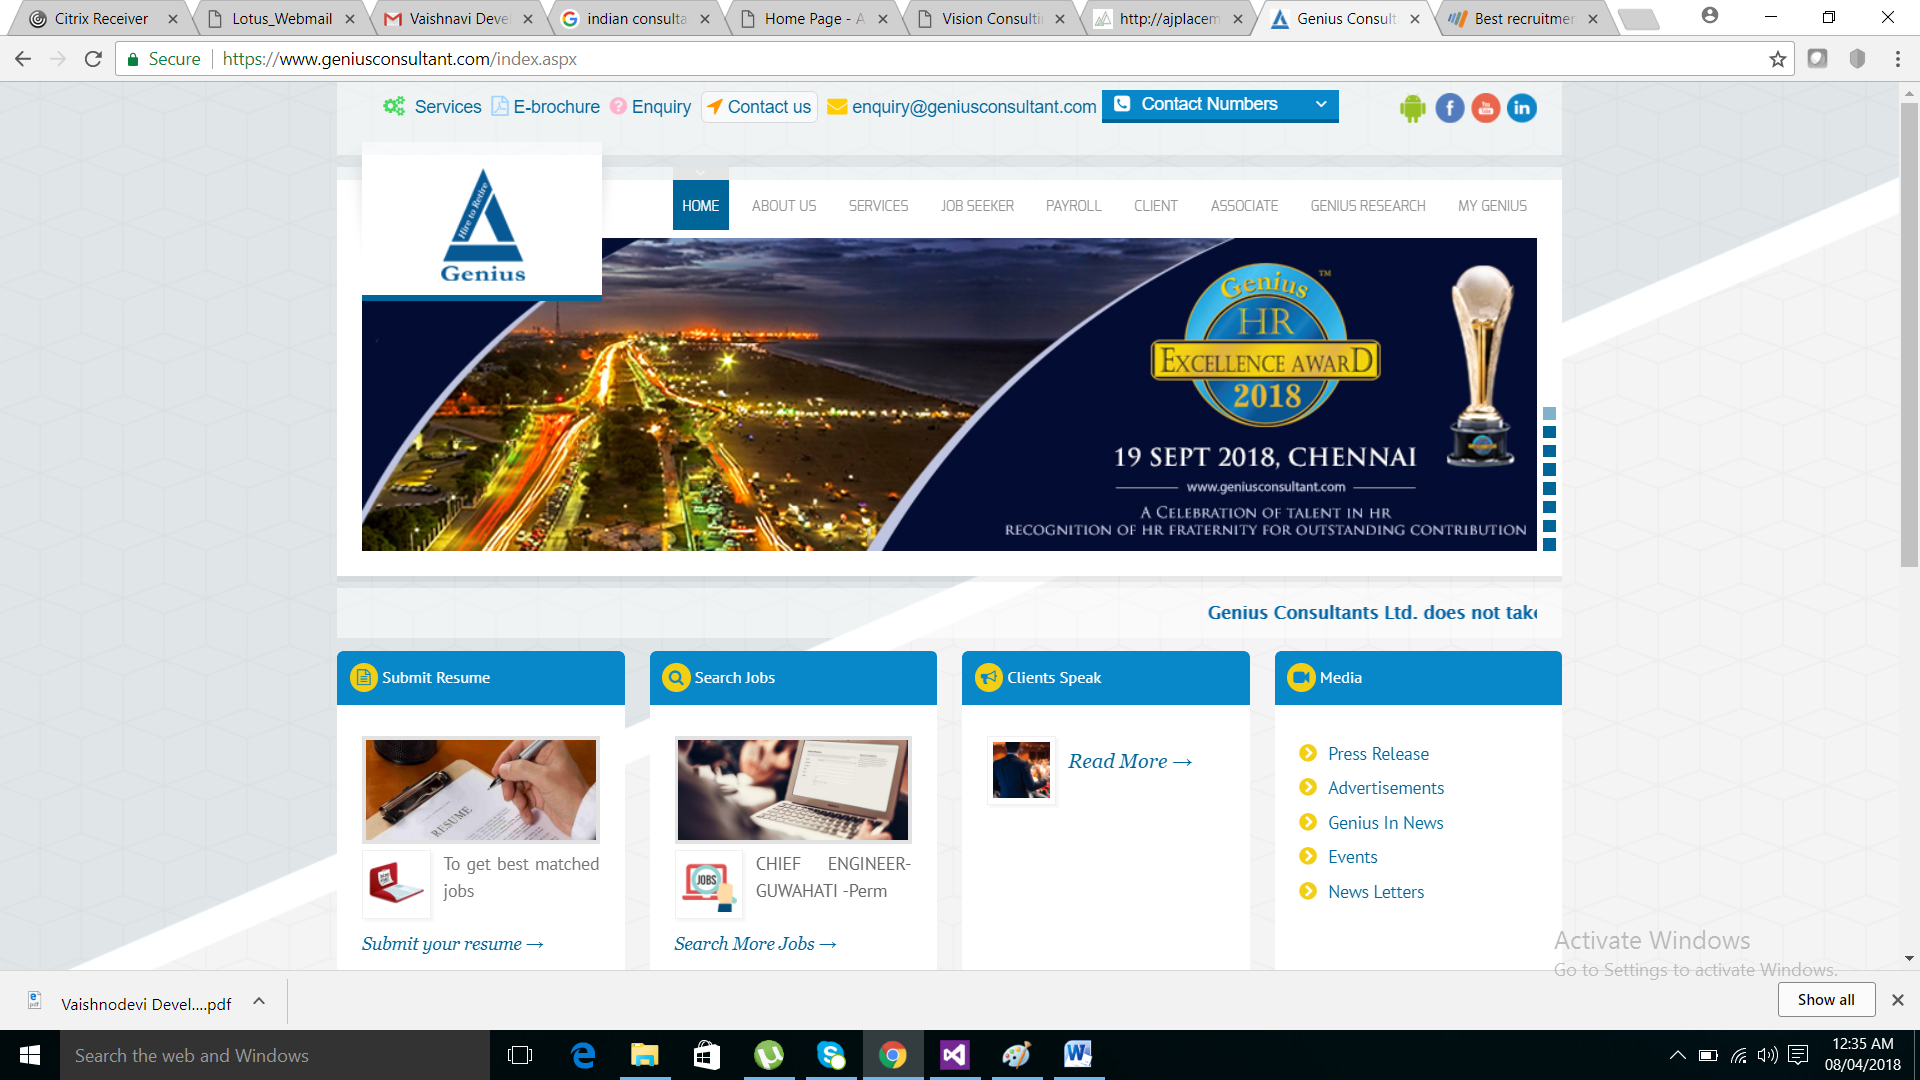 Citrix Receiver
Lotus_Webmail
Vaishnavi Deve
indian consulta
Home Page - A
Vision Consulti
http://ajplacem
Genius Consult
Best recruitmen
Secure
https://www.geniusconsultant.com/index.aspx
Services
E-brochure
Enquiry
Contact us
enquiry@geniusconsultant.com
Contact Numbers
Hire to Retire
Genius
HOME
ABOUT US
SERVICES
JOB SEEKER
PAYROLL
CLIENT
ASSOCIATE
GENIUS RESEARCH
MY GENIUS
Genius
TM
HR
EXCELLENCE AWARD
2018
19 SEPT 2018, CHENNAI
www.geniusconsultant.com
A CELEBRATION OF TALENT IN HR
RECOGNITION OF HR FRATERNITY FOR OUTSTANDING CONTRIBUTION
Genius Consultants Ltd. does not take
Submit Resume
Search Jobs
Clients Speak
Media
RESUME
To get best matched
jobs
Submit your resume →
JOBS
CHIEF ENGINEER-
GUWAHATI -Perm
Search More Jobs →
Read More →
Press Release
Advertisements
Genius In News
Events
News Letters
Activate Windows
Go to Settings to activate Windows.
Vaishnodevi Devel....pdf
Show all
Search the web and Windows
12:35 AM
08/04/2018